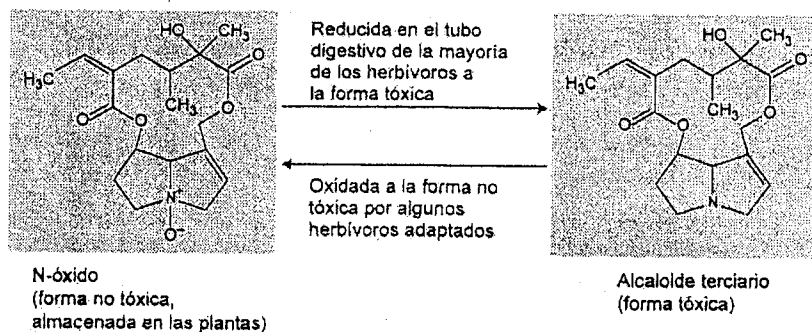 HO
CH₃
O
H₃C
CH₃
O
O
O
N⁺
O⁻
Reducida en el tubo
digestivo de la mayoría
de los herbívoros a
la forma tóxica
Oxidada a la forma no
tóxica por algunos
herbívoros adaptados
HO
CH₃
O
H₃C
CH₃
O
O
O
N
N-óxido
(forma no tóxica,
almacenada en las plantas)
Alcaloide terciario
(forma tóxica)